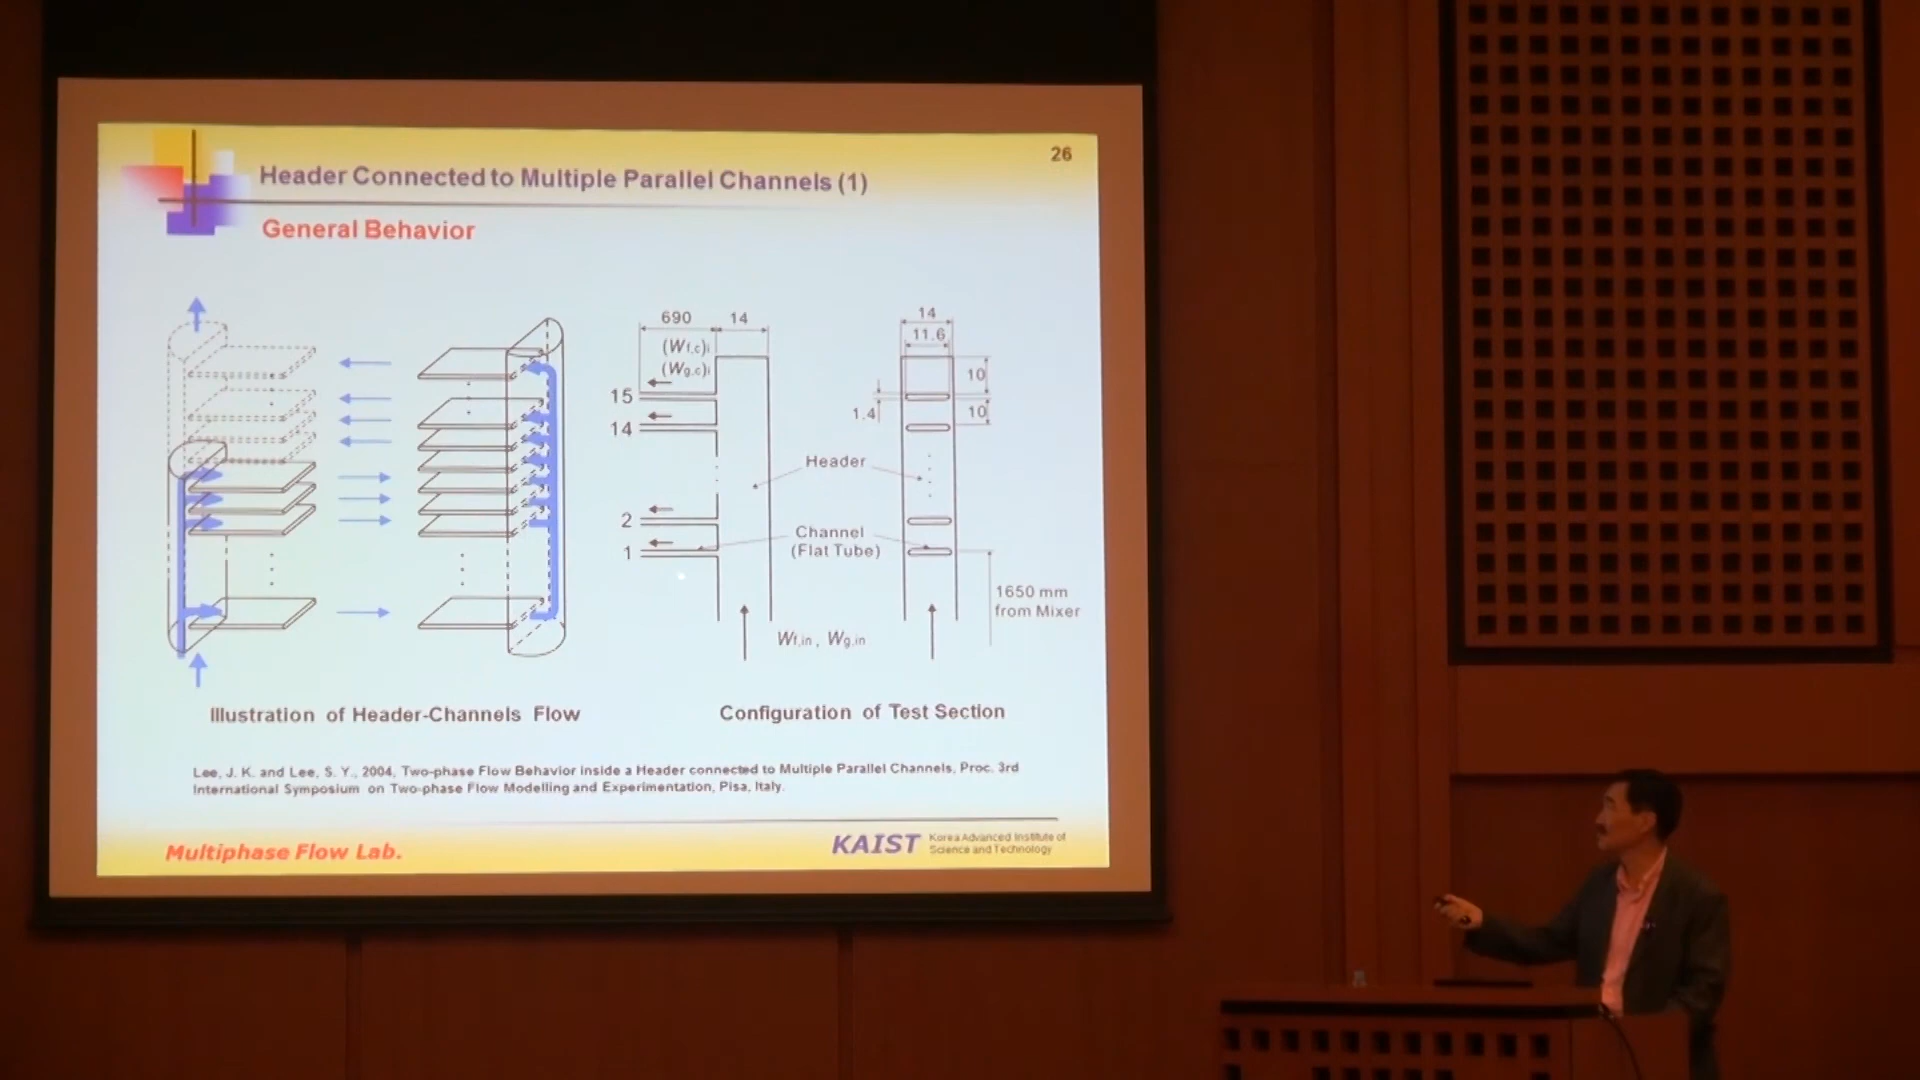 26
Header Connected to Multiple Parallel Channels (1)
General Behavior
690
14
(Wf,c)i
(Wg,c)i
15
14
2
1
Header
Channel
(Flat Tube)
Wf,in , Wg,in
14
11.6
10
10
1.4
1650 mm
from Mixer
Illustration of Header-Channels Flow
Configuration of Test Section
Lee, J. K. and Lee, S. Y., 2004, Two-phase Flow Behavior inside a Header connected to Multiple Parallel Channels, Proc. 3rd
International Symposium on Two-phase Flow Modelling and Experimentation, Pisa, Italy.
Multiphase Flow Lab.
KAIST
Korea Advanced Institute of
Science and Technology